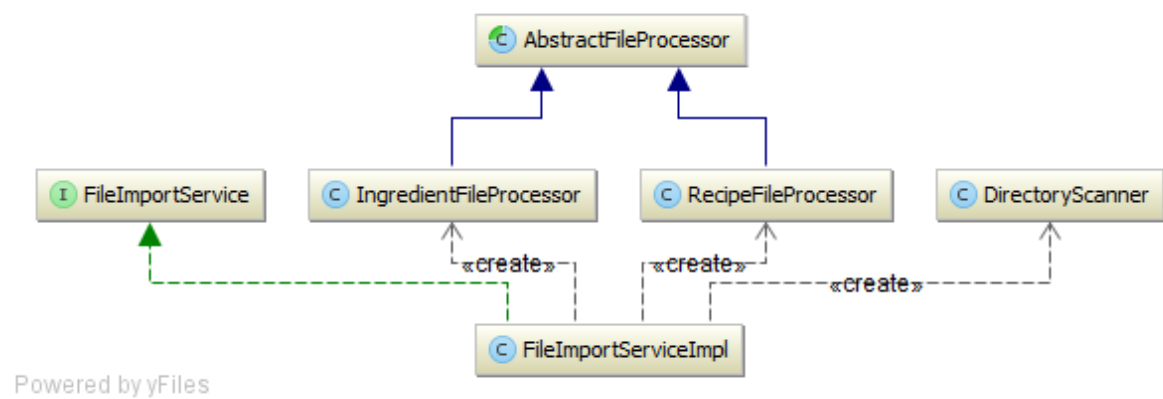 C AbstractFileProcessor
I FileImportService
C IngredientFileProcessor
C RecipeFileProcessor
C DirectoryScanner
«create»
«create»
«create»
C FileImportServiceImpl
Powered by yFiles